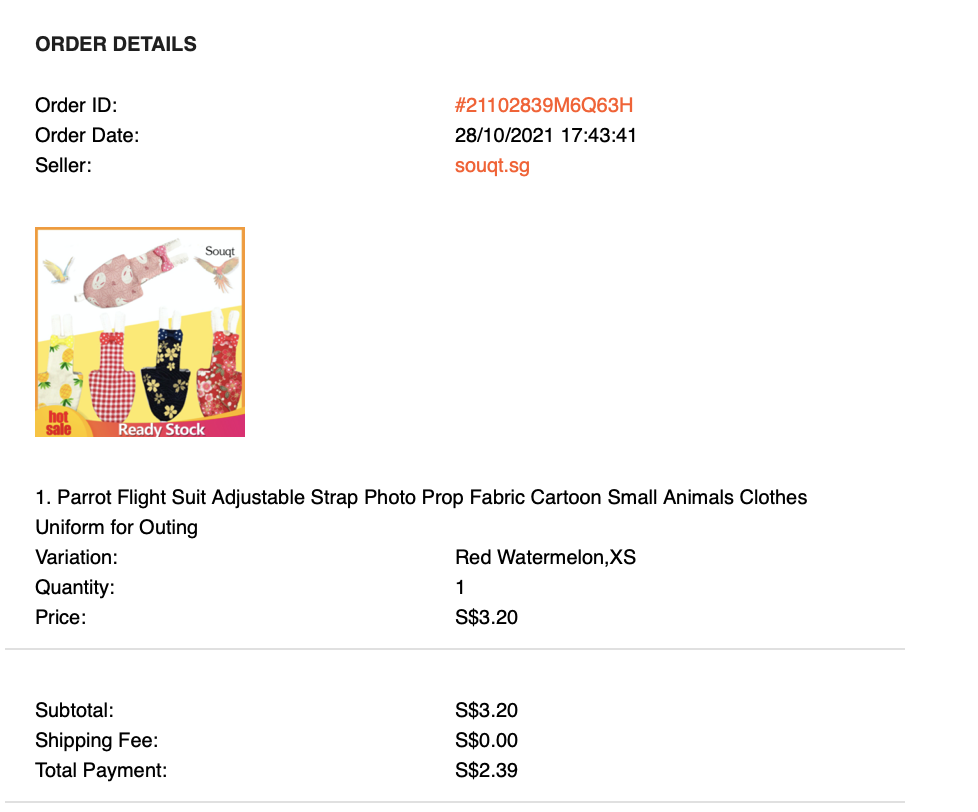 ORDER DETAILS
Order ID: #21102839M6Q63H
Order Date: 28/10/2021 17:43:41
Seller: souqt.sg
Souqt
hot
sale
Ready Stock
1. Parrot Flight Suit Adjustable Strap Photo Prop Fabric Cartoon Small Animals Clothes
Uniform for Outing
Variation: Red Watermelon,XS
Quantity: 1
Price: S$3.20
Subtotal: S$3.20
Shipping Fee: S$0.00
Total Payment: S$2.39